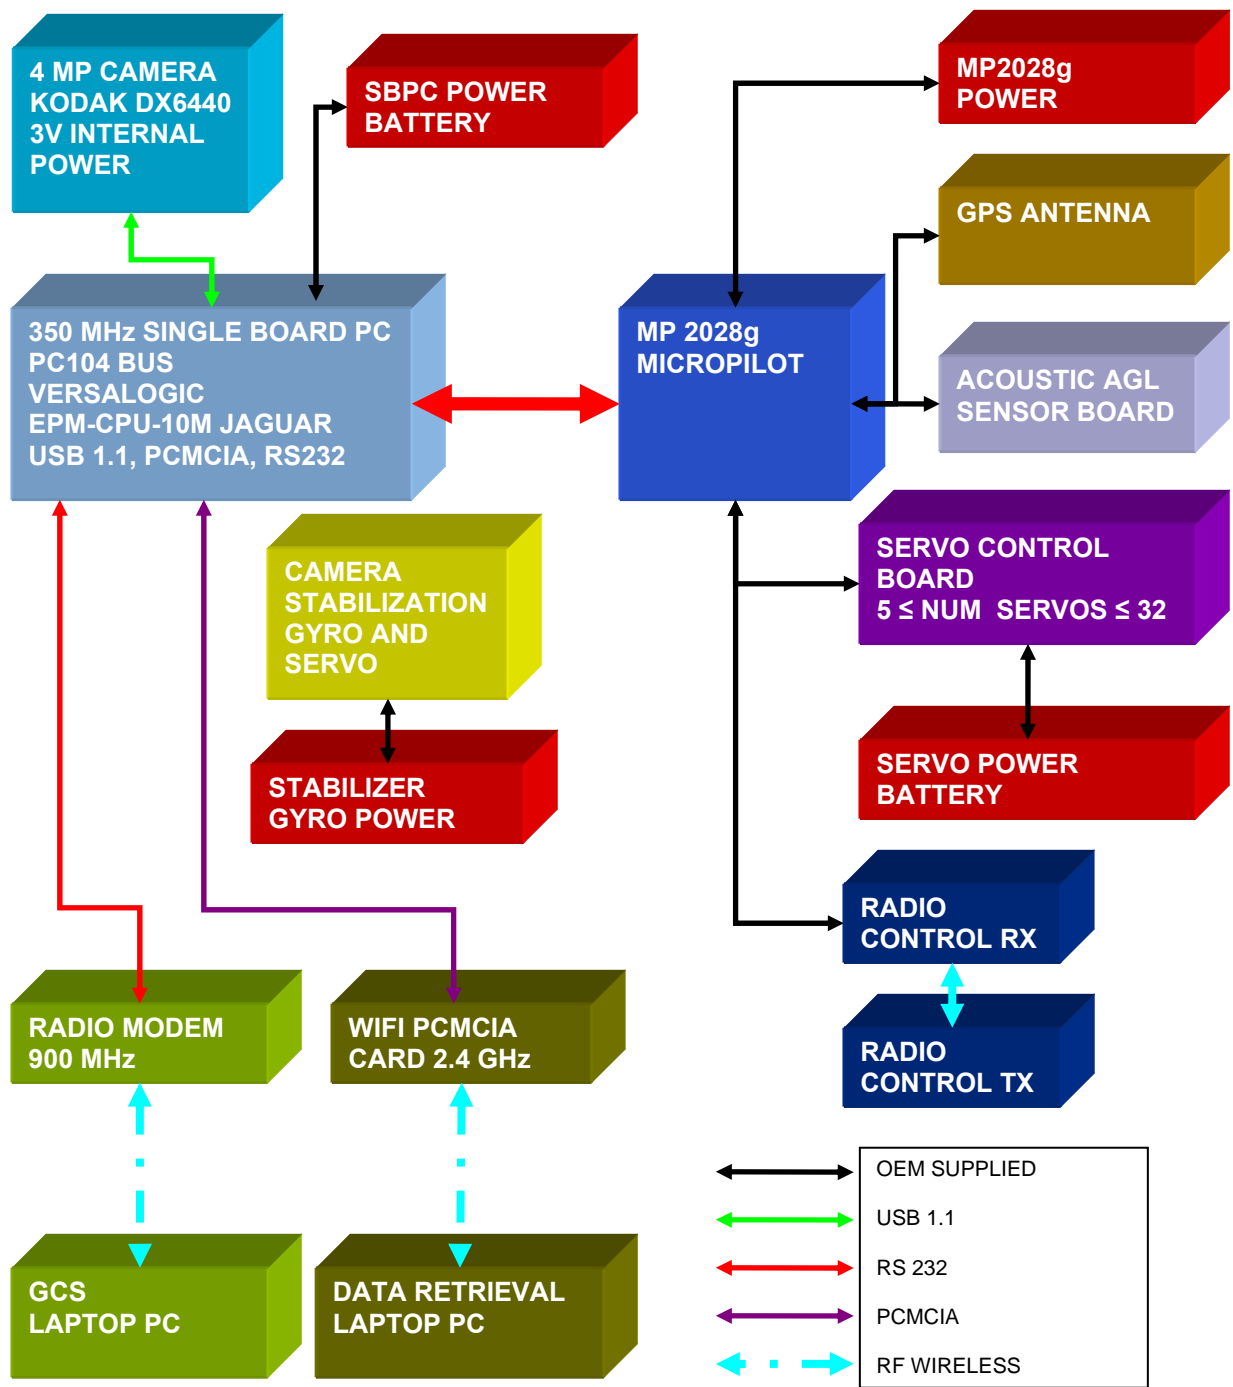 4 MP CAMERA
KODAK DX6440
3V INTERNAL
POWER
SBPC POWER
BATTERY
MP2028g
POWER
GPS ANTENNA
350 MHz SINGLE BOARD PC
PC104 BUS
VERSALOGIC
EPM-CPU-10M JAGUAR
USB 1.1, PCMCIA, RS232
MP 2028g
MICROPILOT
ACOUSTIC AGL
SENSOR BOARD
CAMERA
STABILIZATION
GYRO AND
SERVO
SERVO CONTROL
BOARD
5 ≤ NUM  SERVOS ≤ 32
STABILIZER
GYRO POWER
SERVO POWER
BATTERY
RADIO
CONTROL RX
RADIO MODEM
900 MHz
WIFI PCMCIA
CARD 2.4 GHz
RADIO
CONTROL TX
GCS
LAPTOP PC
DATA RETRIEVAL
LAPTOP PC
OEM SUPPLIED
USB 1.1
RS 232
PCMCIA
RF WIRELESS